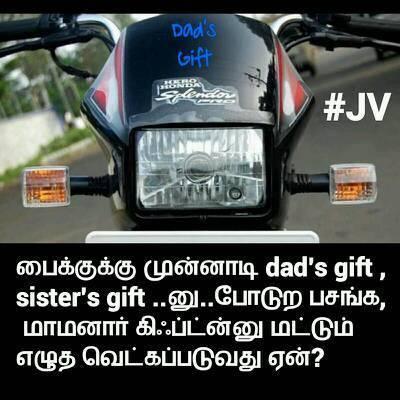 Dad's
Gift
HERO
HONDA
Splendor
PRO
#JV
பைக்குக்கு முன்னாடி dad's gift ,
sister's gift ..னு..போடுற பசங்க,
மாமனார் கிஃப்ட்ன்னு மட்டும்
எழுத வெட்கப்படுவது ஏன்?